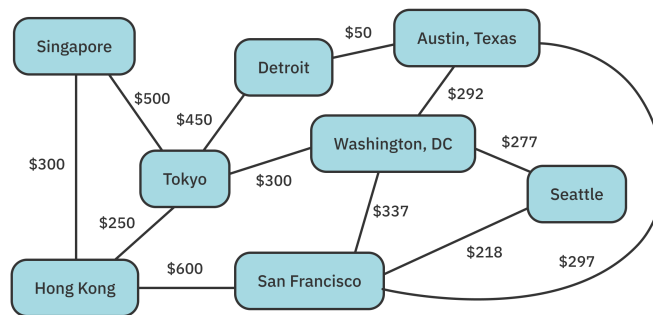 $50
Austin, Texas
Singapore
Detroit
$500
$292
$450
Washington, DC
$277
$300
Tokyo
$300
Seattle
$337
$250
$218
$600
$297
Hong Kong
San Francisco